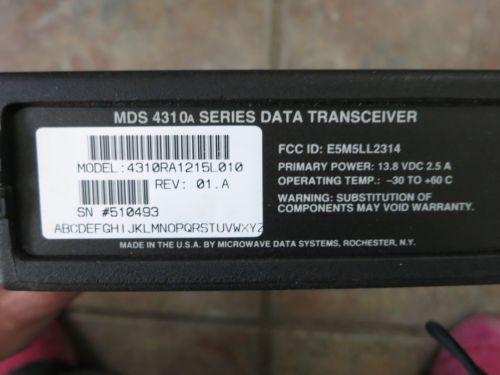 MDS 4310A SERIES DATA TRANSCEIVER
MODEL:4310RA1215L010
REV: 01.A
SN #510493
ABCDEFGHIJKLMNOPQRSTUVWXYZ
FCC ID: E5M5LL2314
PRIMARY POWER: 13.8 VDC 2.5 A
OPERATING TEMP.: –30 TO +60 C
WARNING: SUBSTITUTION OF
COMPONENTS MAY VOID WARRANTY.
MADE IN THE U.S.A. BY MICROWAVE DATA SYSTEMS, ROCHESTER, N.Y.